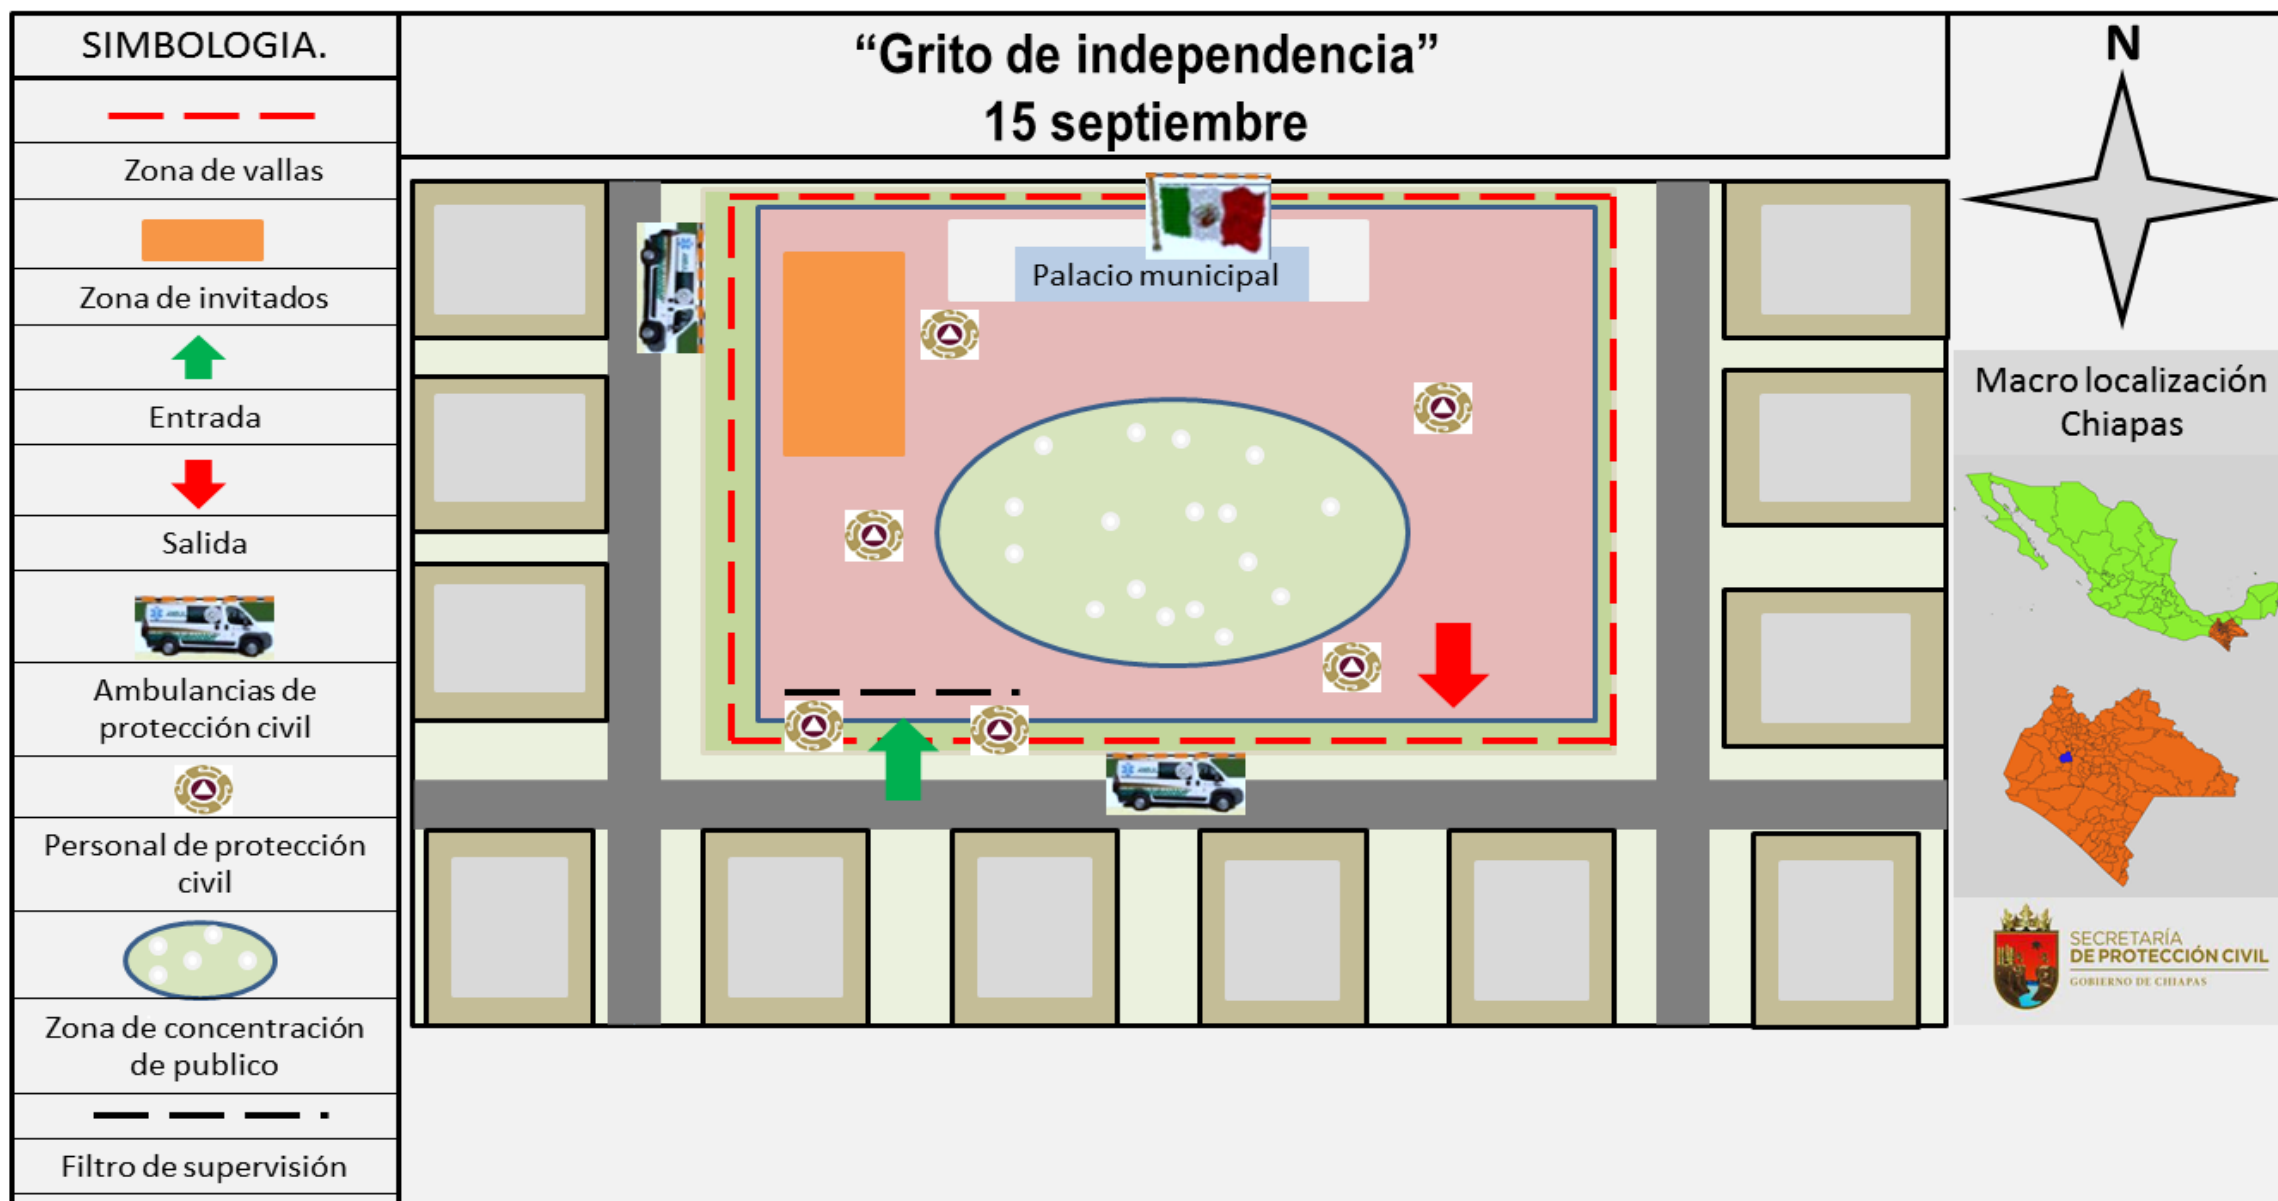 SIMBOLOGIA.
Zona de vallas
Zona de invitados
Entrada
Salida
Ambulancias de
protección civil
Personal de protección
civil
Zona de concentración
de publico
Filtro de supervisión
“Grito de independencia”
15 septiembre
Palacio municipal
N
Macro localización
Chiapas
SECRETARÍA
DE PROTECCIÓN CIVIL
GOBIERNO DE CHIAPAS